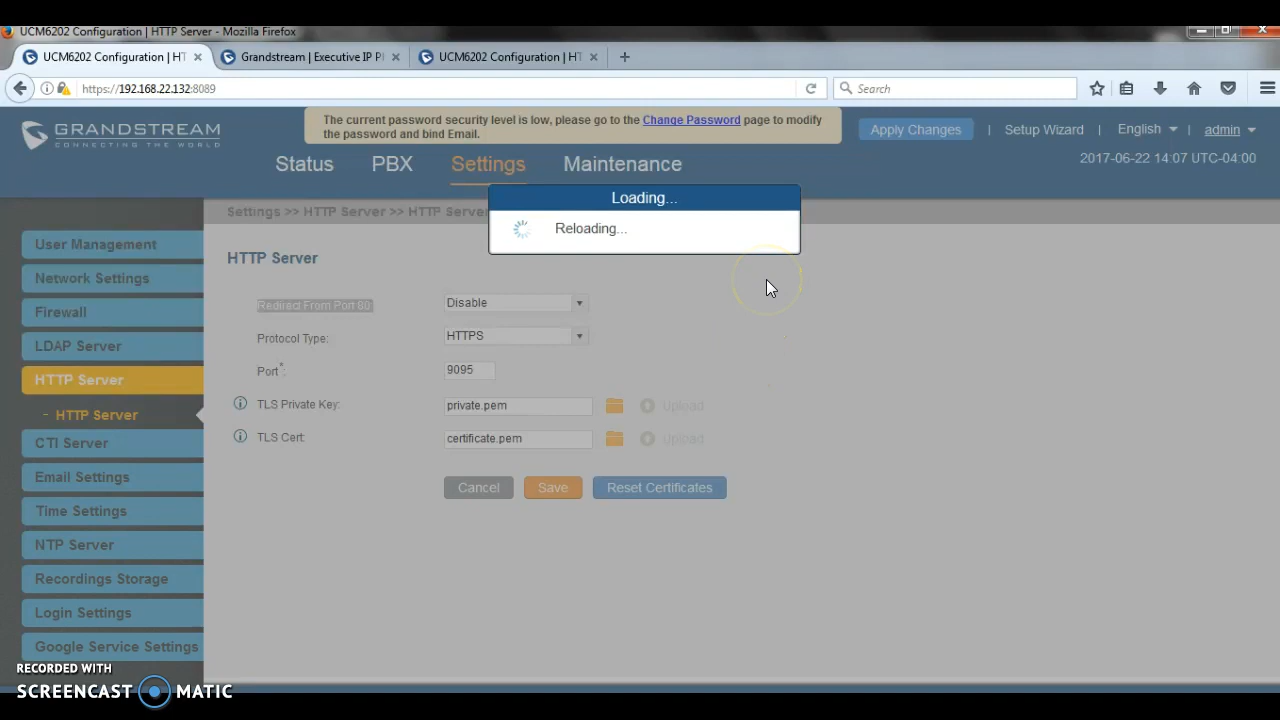 UCM6202 Configuration | HTTP Server - Mozilla Firefox
UCM6202 Configuration | HT
Grandstream | Executive IP P
UCM6202 Configuration | HT
https://192.168.22.132:8089
Search
GRANDSTREAM
CONNECTING THE WORLD
The current password security level is low, please go to the Change Password page to modify
the password and bind Email.
Apply Changes | Setup Wizard | English | admin
2017-06-22 14:07 UTC-04:00
Status PBX Settings Maintenance
Settings >> HTTP Server >> HTTP Server
Loading...
Reloading...
User Management
Network Settings
Firewall
LDAP Server
HTTP Server
- HTTP Server
CTI Server
Email Settings
Time Settings
NTP Server
Recordings Storage
Login Settings
Google Service Settings
HTTP Server
Redirect From Port 80: Disable
Protocol Type: HTTPS
Port*: 9095
TLS Private Key: private.pem Upload
TLS Cert: certificate.pem Upload
Cancel Save Reset Certificates
RECORDED WITH
SCREENCAST MATIC